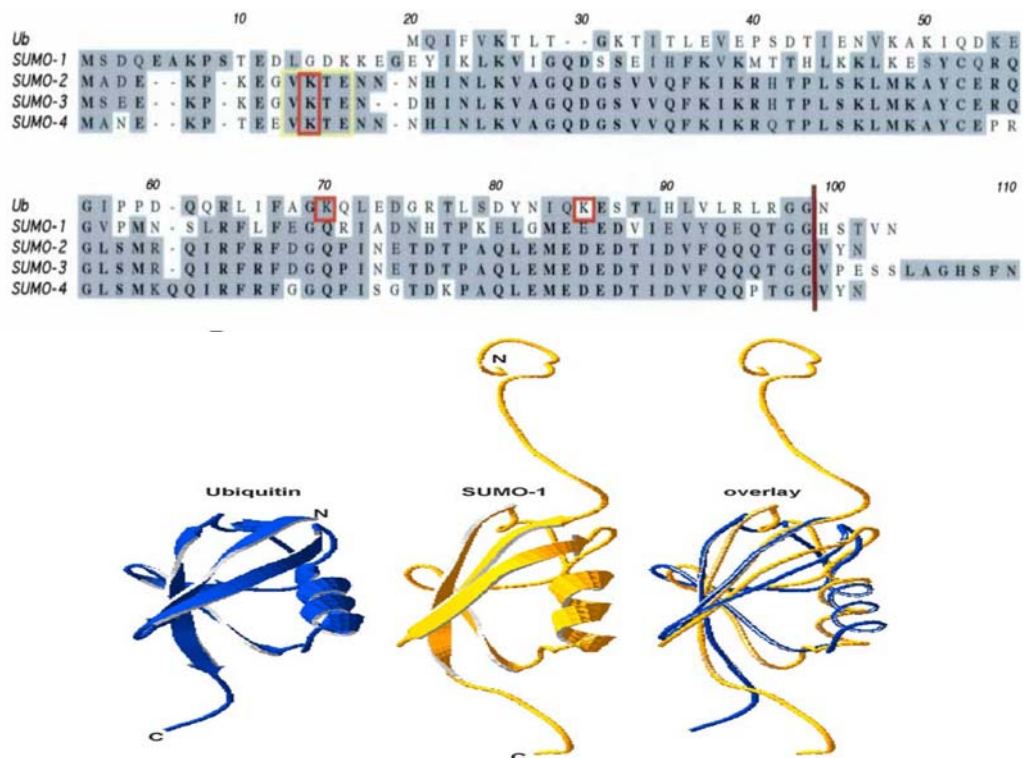 10 20 30 40 50
Ub M Q I F V K T L T - - G K T I T L E V E P S D T I E N V K A K I Q D K E
SUMO-1 M S D Q E A K P S T E D L G D K K E G E Y I K L K V I G Q D S S E I H F K V K M T T H L K K L K E S Y C Q R Q
SUMO-2 M A D E - - K P - K E G V K T E N N - N H I N L K V A G Q D G S V V Q F K I K R H T P L S K L M K A Y C E R Q
SUMO-3 M S E E - - K P - K E G V K T E N - - D H I N L K V A G Q D G S V V Q F K I K R H T P L S K L M K A Y C E R Q
SUMO-4 M A N E - - K P - T E E V K T E N N - N H I N L K V A G Q D G S V V Q F K I K R Q T P L S K L M K A Y C E P R
60 70 80 90 100 110
Ub G I P P D - Q Q R L I F A G K Q L E D G R T L S D Y N I Q K E S T L H L V L R L R G G N
SUMO-1 G V P M N - S L R F L F E G Q R I A D N H T P K E L G M E E E D V I E V Y Q E Q T G G H S T V N
SUMO-2 G L S M R - Q I R F R F D G Q P I N E T D T P A Q L E M E D E D T I D V F Q Q Q T G G V Y N
SUMO-3 G L S M R - Q I R F R F D G Q P I N E T D T P A Q L E M E D E D T I D V F Q Q Q T G G V P E S S L A G H S F N
SUMO-4 G L S M K Q Q I R F R F G G Q P I S G T D K P A Q L E M E D E D T I D V F Q Q P T G G V Y N
N
Ubiquitin SUMO-1 overlay
N
C
C